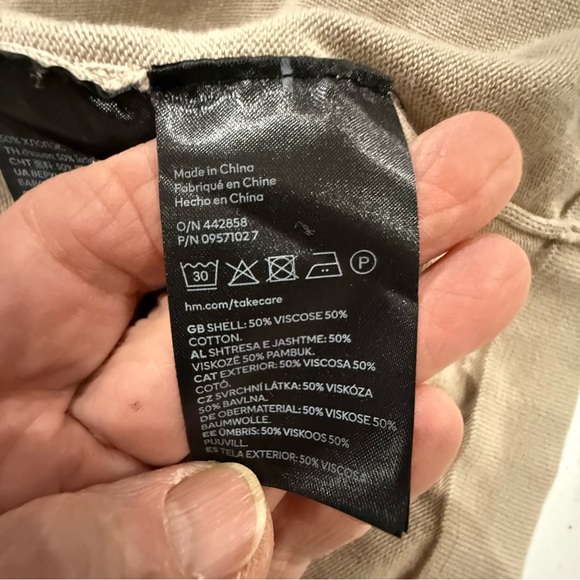 50% ХЛОПОК
Made in China
Fabriqué en Chine
Hecho en China
O/N 442858
P/N 09571027
30
P
hm.com/takecare
GB SHELL: 50% VISCOSE 50%
COTTON.
AL SHTRESA E JASHTME: 50%
VISKOZË 50% PAMBUK.
CAT EXTERIOR: 50% VISCOSA 50%
COTÓ.
CZ SVRCHNÍ LÁTKA: 50% VISKÓZA
50% BAVLNA.
DE OBERMATERIAL: 50% VISKOSE 50%
BAUMWOLLE.
EE ÜMBRIS: 50% VISKOOS 50%
PUUVILL.
ES TELA EXTERIOR: 50% VISCOSA